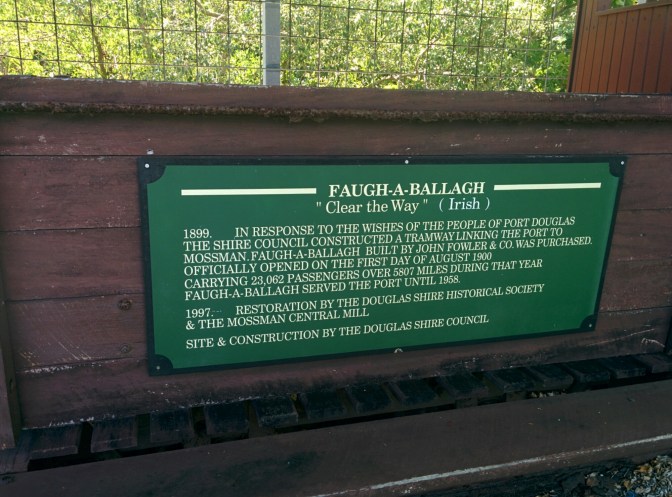 FAUGH-A-BALLAGH
" Clear the Way " ( Irish )
1899. IN RESPONSE TO THE WISHES OF THE PEOPLE OF PORT DOUGLAS
THE SHIRE COUNCIL CONSTRUCTED A TRAMWAY LINKING THE PORT TO
MOSSMAN. FAUGH-A-BALLAGH BUILT BY JOHN FOWLER & CO. WAS PURCHASED.
OFFICIALLY OPENED ON THE FIRST DAY OF AUGUST 1900
CARRYING 23,062 PASSENGERS OVER 5807 MILES DURING THAT YEAR
FAUGH-A-BALLAGH SERVED THE PORT UNTIL 1958.
1997. RESTORATION BY THE DOUGLAS SHIRE HISTORICAL SOCIETY
& THE MOSSMAN CENTRAL MILL
SITE & CONSTRUCTION BY THE DOUGLAS SHIRE COUNCIL